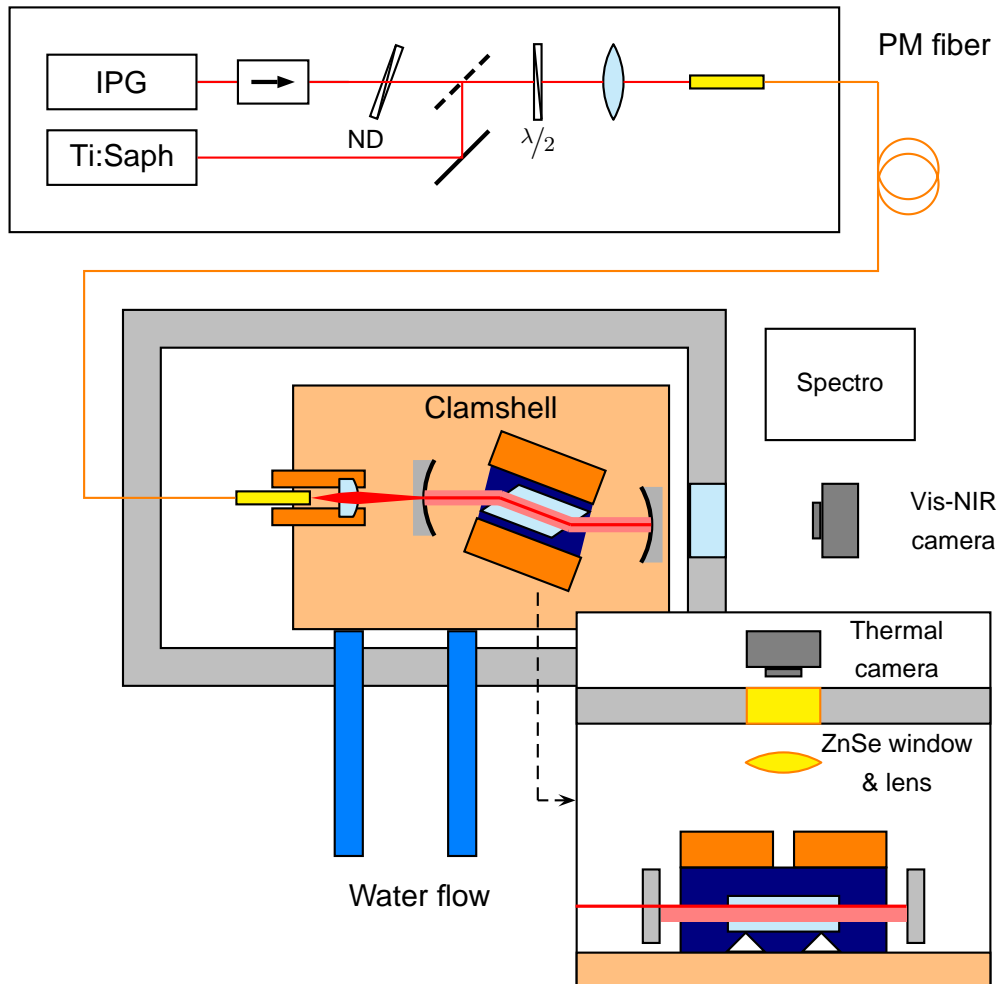 PM fiber
IPG
ND
λ/2
Ti:Saph
Spectro
Clamshell
Vis-NIR
camera
Thermal
camera
ZnSe window
& lens
Water flow